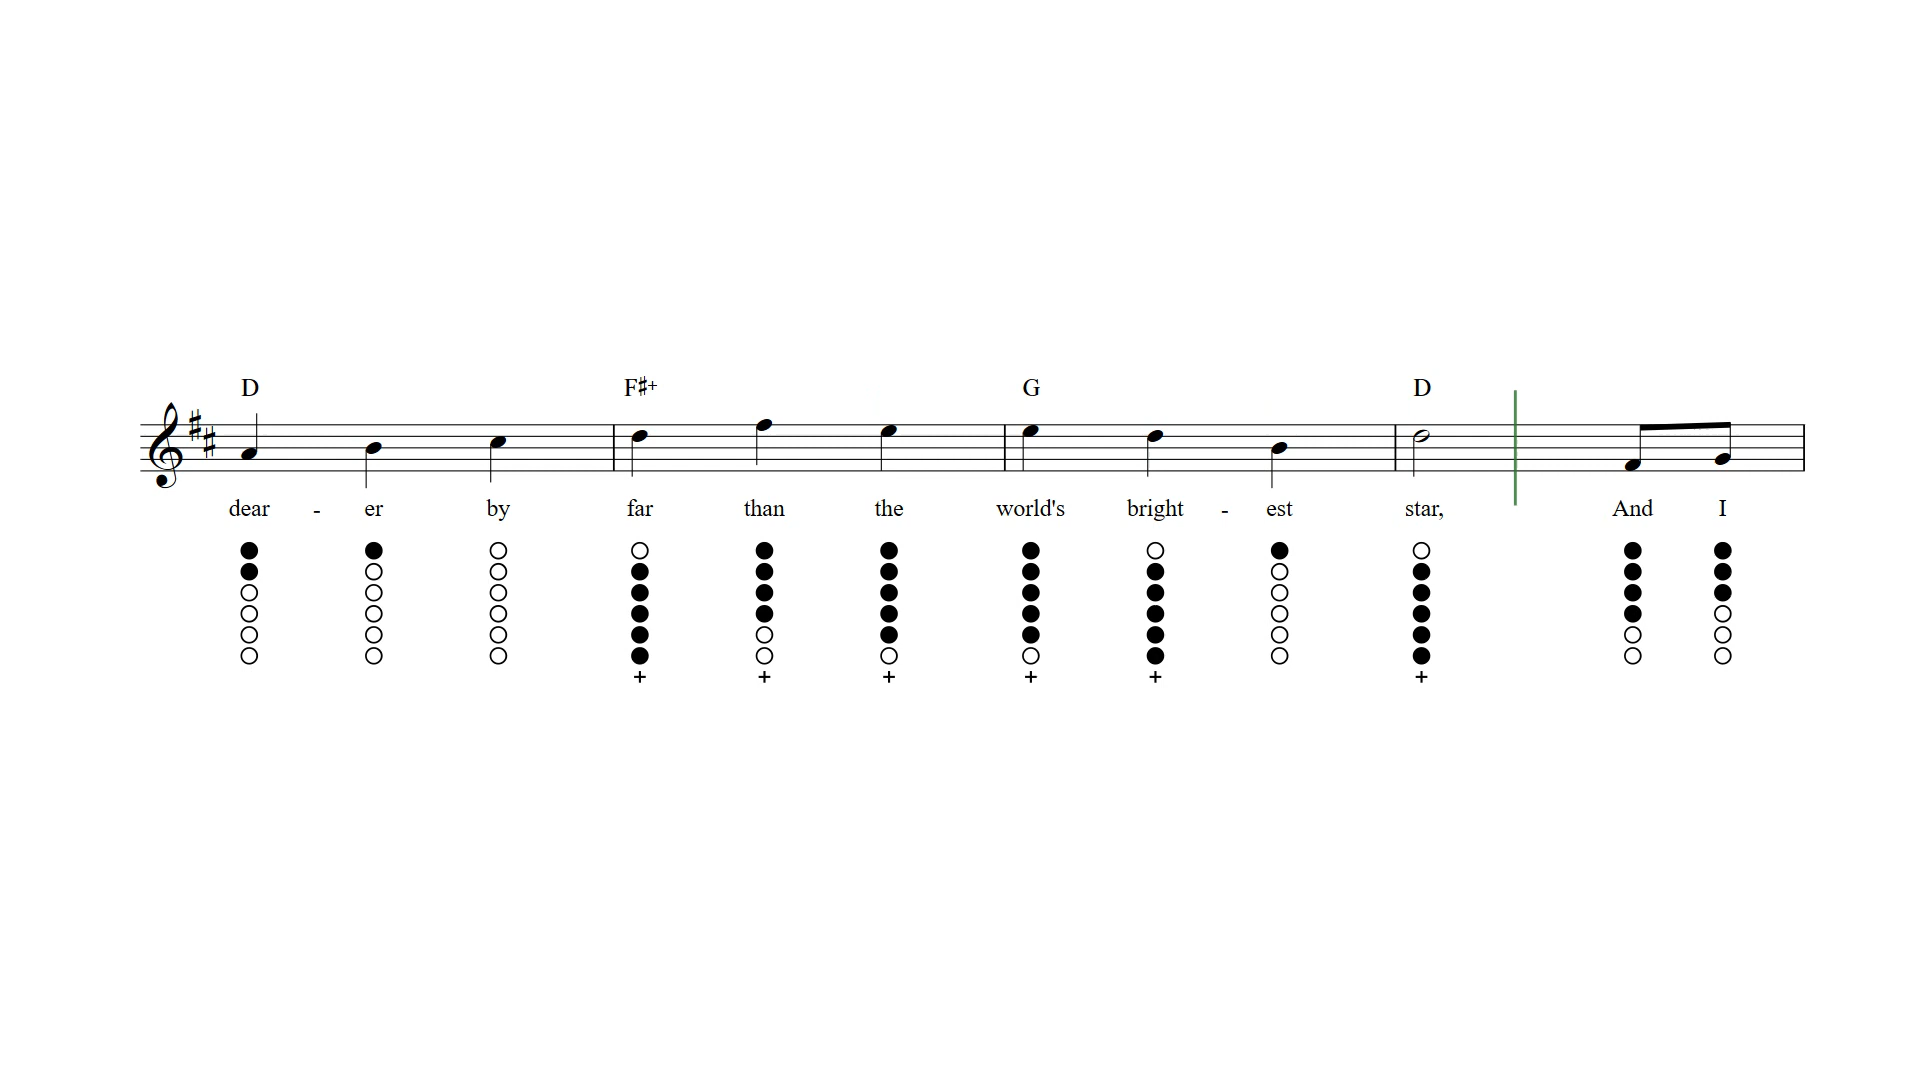 D F♯+ G D
dear - er by far than the world's bright - est star, And I
+ + + + + +